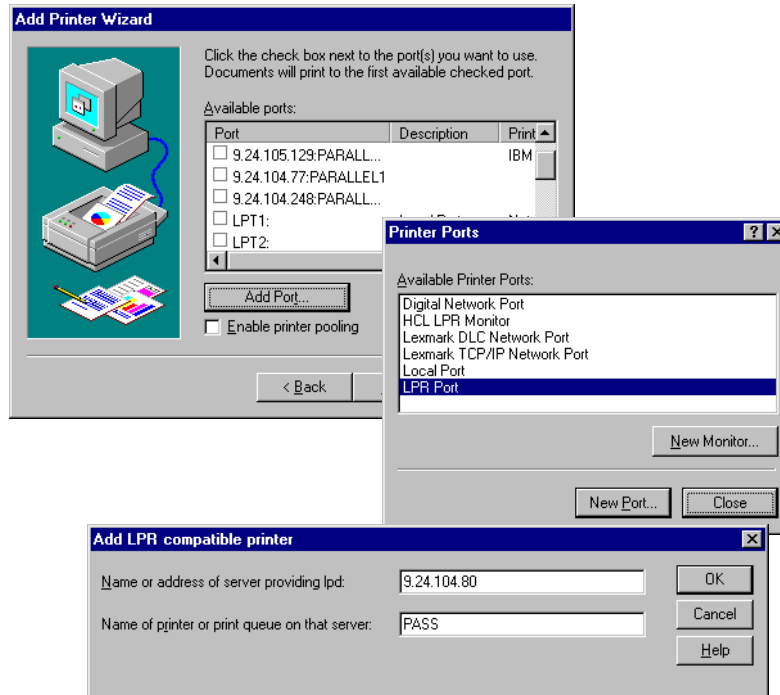 Add Printer Wizard
Click the check box next to the port(s) you want to use.
Documents will print to the first available checked port.
Available ports:
Port Description Print
9.24.105.129:PARALL... IBM
9.24.104.77:PARALLEL1
9.24.104.248:PARALL...
LPT1:
LPT2:
Add Port...
Enable printer pooling
< Back
Printer Ports
Available Printer Ports:
Digital Network Port
HCL LPR Monitor
Lexmark DLC Network Port
Lexmark TCP/IP Network Port
Local Port
LPR Port
New Monitor...
New Port... Close
Add LPR compatible printer
Name or address of server providing lpd: 9.24.104.80 OK
Name of printer or print queue on that server: PASS Cancel
Help